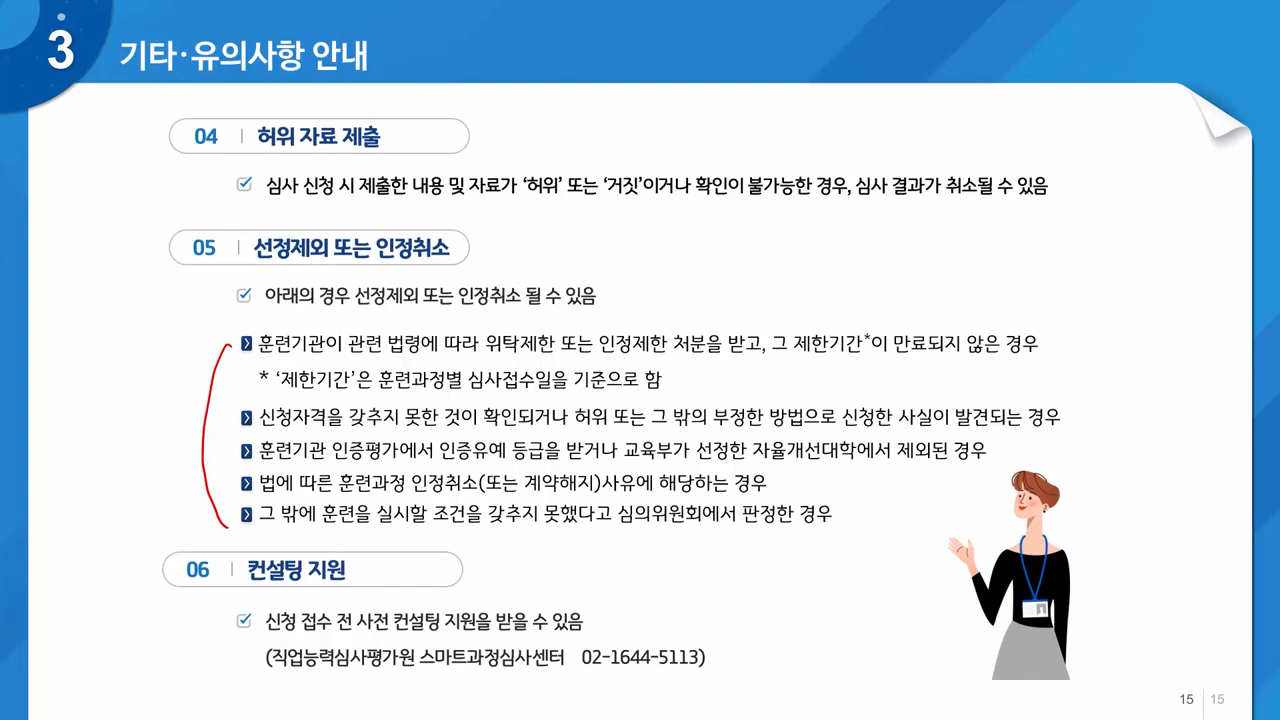 3
기타·유의사항 안내
04 | 허위 자료 제출
심사 신청 시 제출한 내용 및 자료가 ‘허위’ 또는 ‘거짓’이거나 확인이 불가능한 경우, 심사 결과가 취소될 수 있음
05 | 선정제외 또는 인정취소
아래의 경우 선정제외 또는 인정취소 될 수 있음
훈련기관이 관련 법령에 따라 위탁제한 또는 인정제한 처분을 받고, 그 제한기간*이 만료되지 않은 경우
* ‘제한기간’은 훈련과정별 심사접수일을 기준으로 함
신청자격을 갖추지 못한 것이 확인되거나 허위 또는 그 밖의 부정한 방법으로 신청한 사실이 발견되는 경우
훈련기관 인증평가에서 인증유예 등급을 받거나 교육부가 선정한 자율개선대학에서 제외된 경우
법에 따른 훈련과정 인정취소(또는 계약해지)사유에 해당하는 경우
그 밖에 훈련을 실시할 조건을 갖추지 못했다고 심의위원회에서 판정한 경우
06 | 컨설팅 지원
신청 접수 전 사전 컨설팅 지원을 받을 수 있음
(직업능력심사평가원 스마트과정심사센터 02-1644-5113)
15 | 15